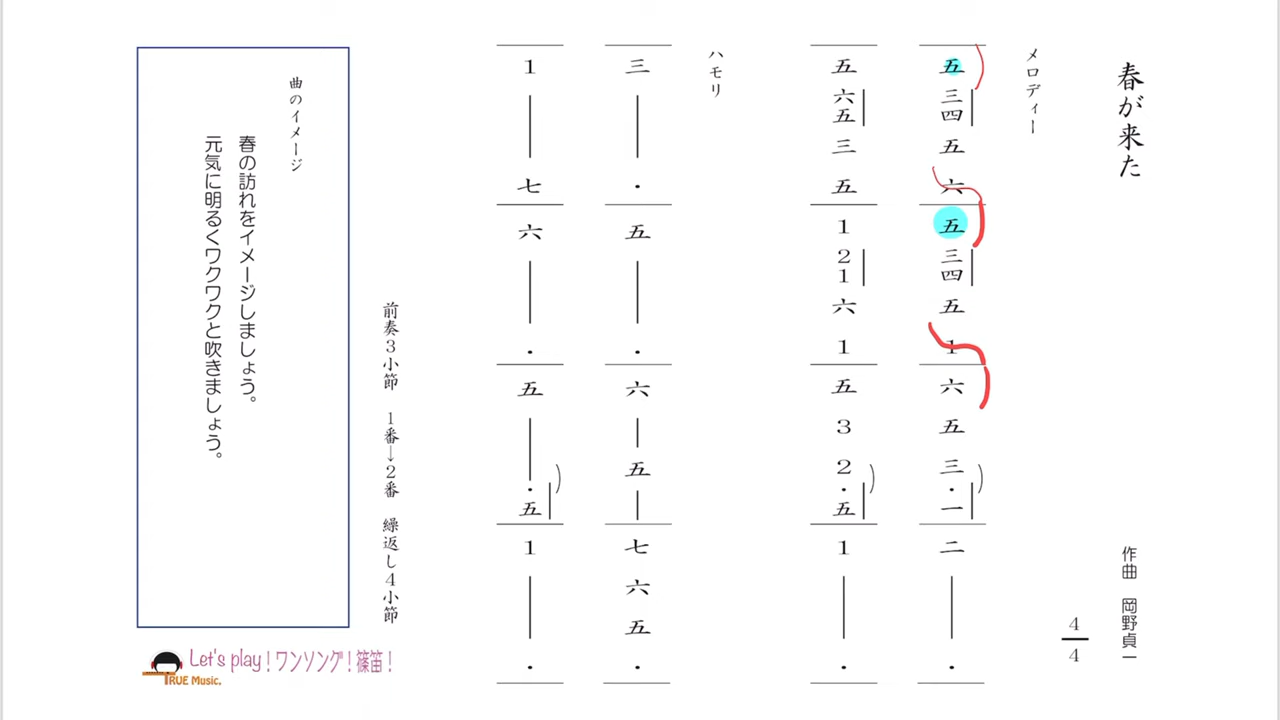 春が来た
作曲 岡野貞一
4
4
メロディー
五 三四 五 六 五 三四 五 1 六 五 三・一 二 ― ・
五 六五 三 五 1 21 六 1 五 3 2・五 1 ― ・
ハモリ
三 ― ・ 五 ― ・ 六 ― 五 ― 七 六 五 ・
1 ― 七 六 ― ・ 五 ― ・五 1 ― ・
前奏3小節 1番→2番 繰返し4小節
曲のイメージ
春の訪れをイメージしましょう。
元気に明るくワクワクと吹きましょう。
Let's play!ワンソング!篠笛!
TRUE Music.